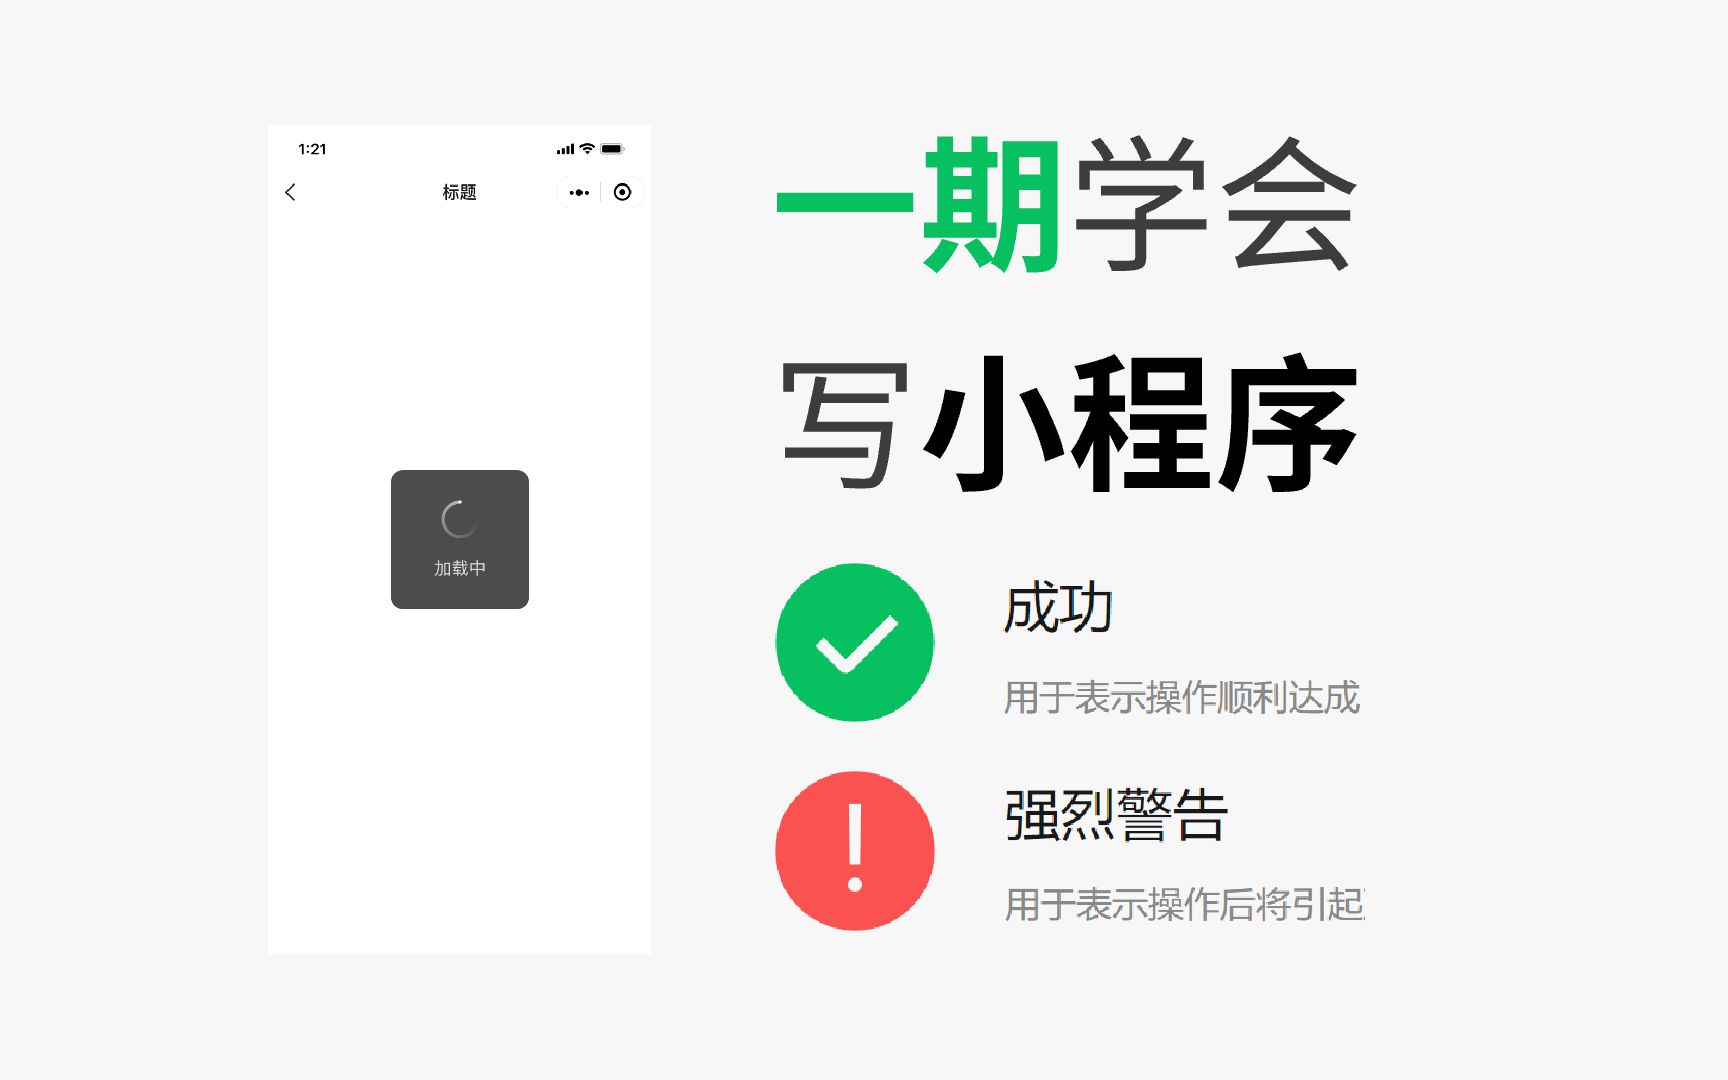 1:21
标题
加载中
一期学会
写小程序
成功
用于表示操作顺利达成
强烈警告
用于表示操作后将引起